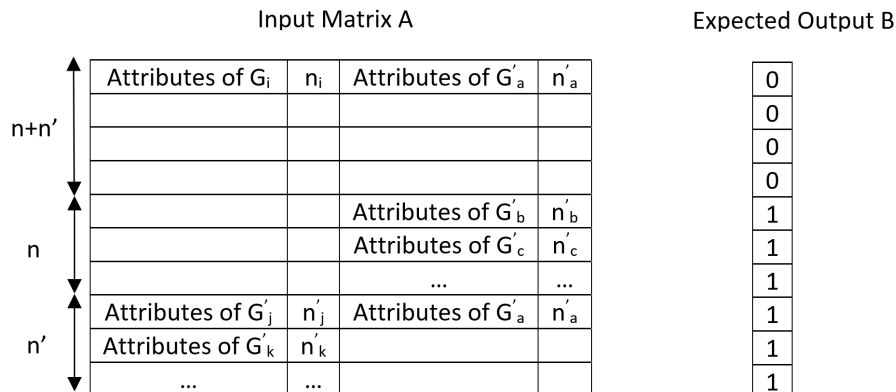 Input Matrix A
Expected Output B
Attributes of Gᵢ nᵢ Attributes of G'ₐ n'ₐ 0
0
n+n’ 0
0
Attributes of G'b n'b 1
n Attributes of G'c n'c 1
... ... 1
Attributes of G'ⱼ n'ⱼ Attributes of G'ₐ n'ₐ 1
n’ Attributes of G'ₖ n'ₖ 1
... ... 1